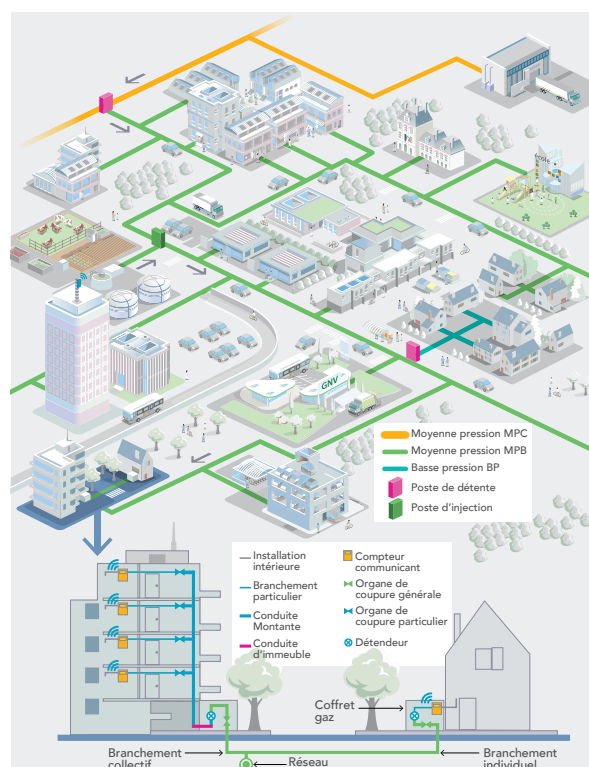 école
GNV
Moyenne pression MPC
Moyenne pression MPB
Basse pression BP
Poste de détente
Poste d'injection
Installation
intérieure
Branchement
particulier
Conduite
Montante
Conduite
d'immeuble
Compteur
communicant
Organe de
coupure générale
Organe de
coupure particulier
Détendeur
Coffret
gaz
Branchement
collectif
Réseau
Branchement
individuel